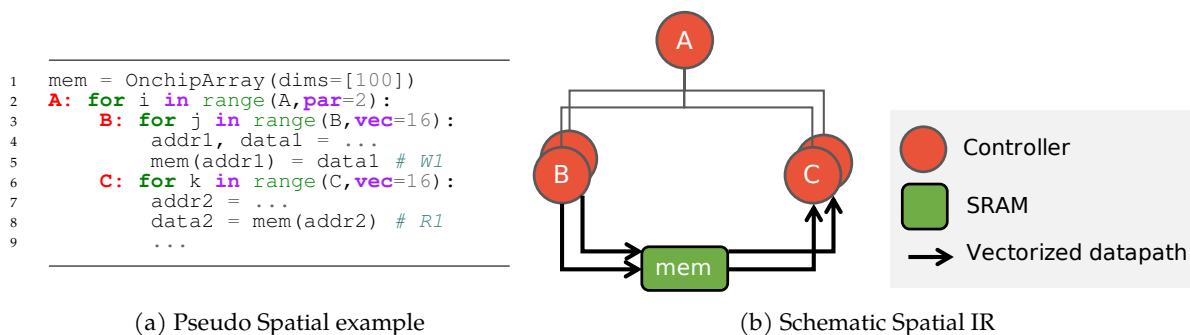 1 mem = OnchipArray(dims=[100])
2 A: for i in range(A,par=2):
3 B: for j in range(B,vec=16):
4 addr1, data1 = ...
5 mem(addr1) = data1 # W1
6 C: for k in range(C,vec=16):
7 addr2 = ...
8 data2 = mem(addr2) # R1
9 ...
(a) Pseudo Spatial example
A
B
C
mem
Controller
SRAM
Vectorized datapath
(b) Schematic Spatial IR